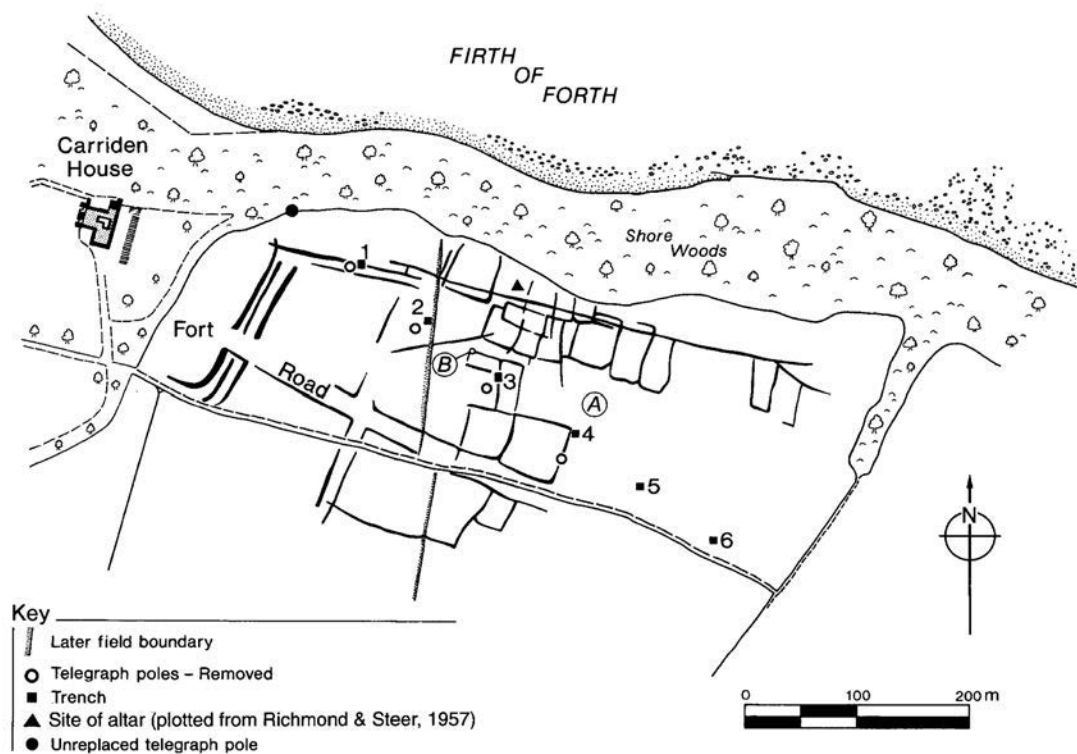 FIRTH
OF
FORTH
Carriden
House
Shore
Woods
1
2
Fort
B
3
Road
A
4
5
6
N
Key
Later field boundary
Telegraph poles – Removed
Trench
Site of altar (plotted from Richmond & Steer, 1957)
Unreplaced telegraph pole
0 100 200 m